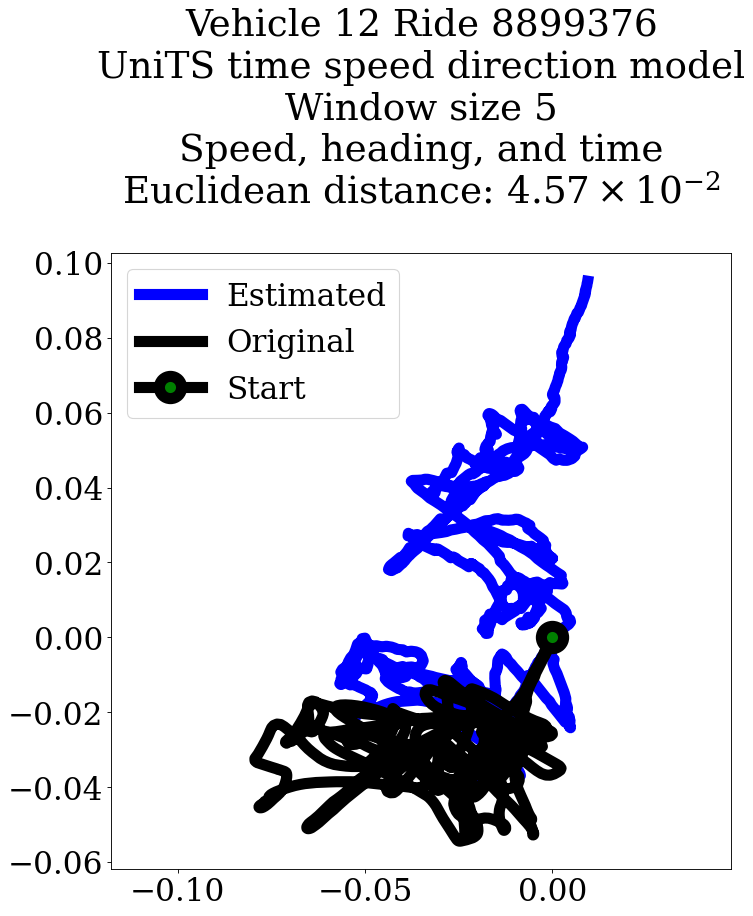 Vehicle 12 Ride 8899376
UniTS time speed direction model
Window size 5
Speed, heading, and time
Euclidean distance: 4.57 × 10⁻²
0.10
0.08
0.06
0.04
0.02
0.00
−0.02
−0.04
−0.06
Estimated
Original
Start
−0.10
−0.05
0.00